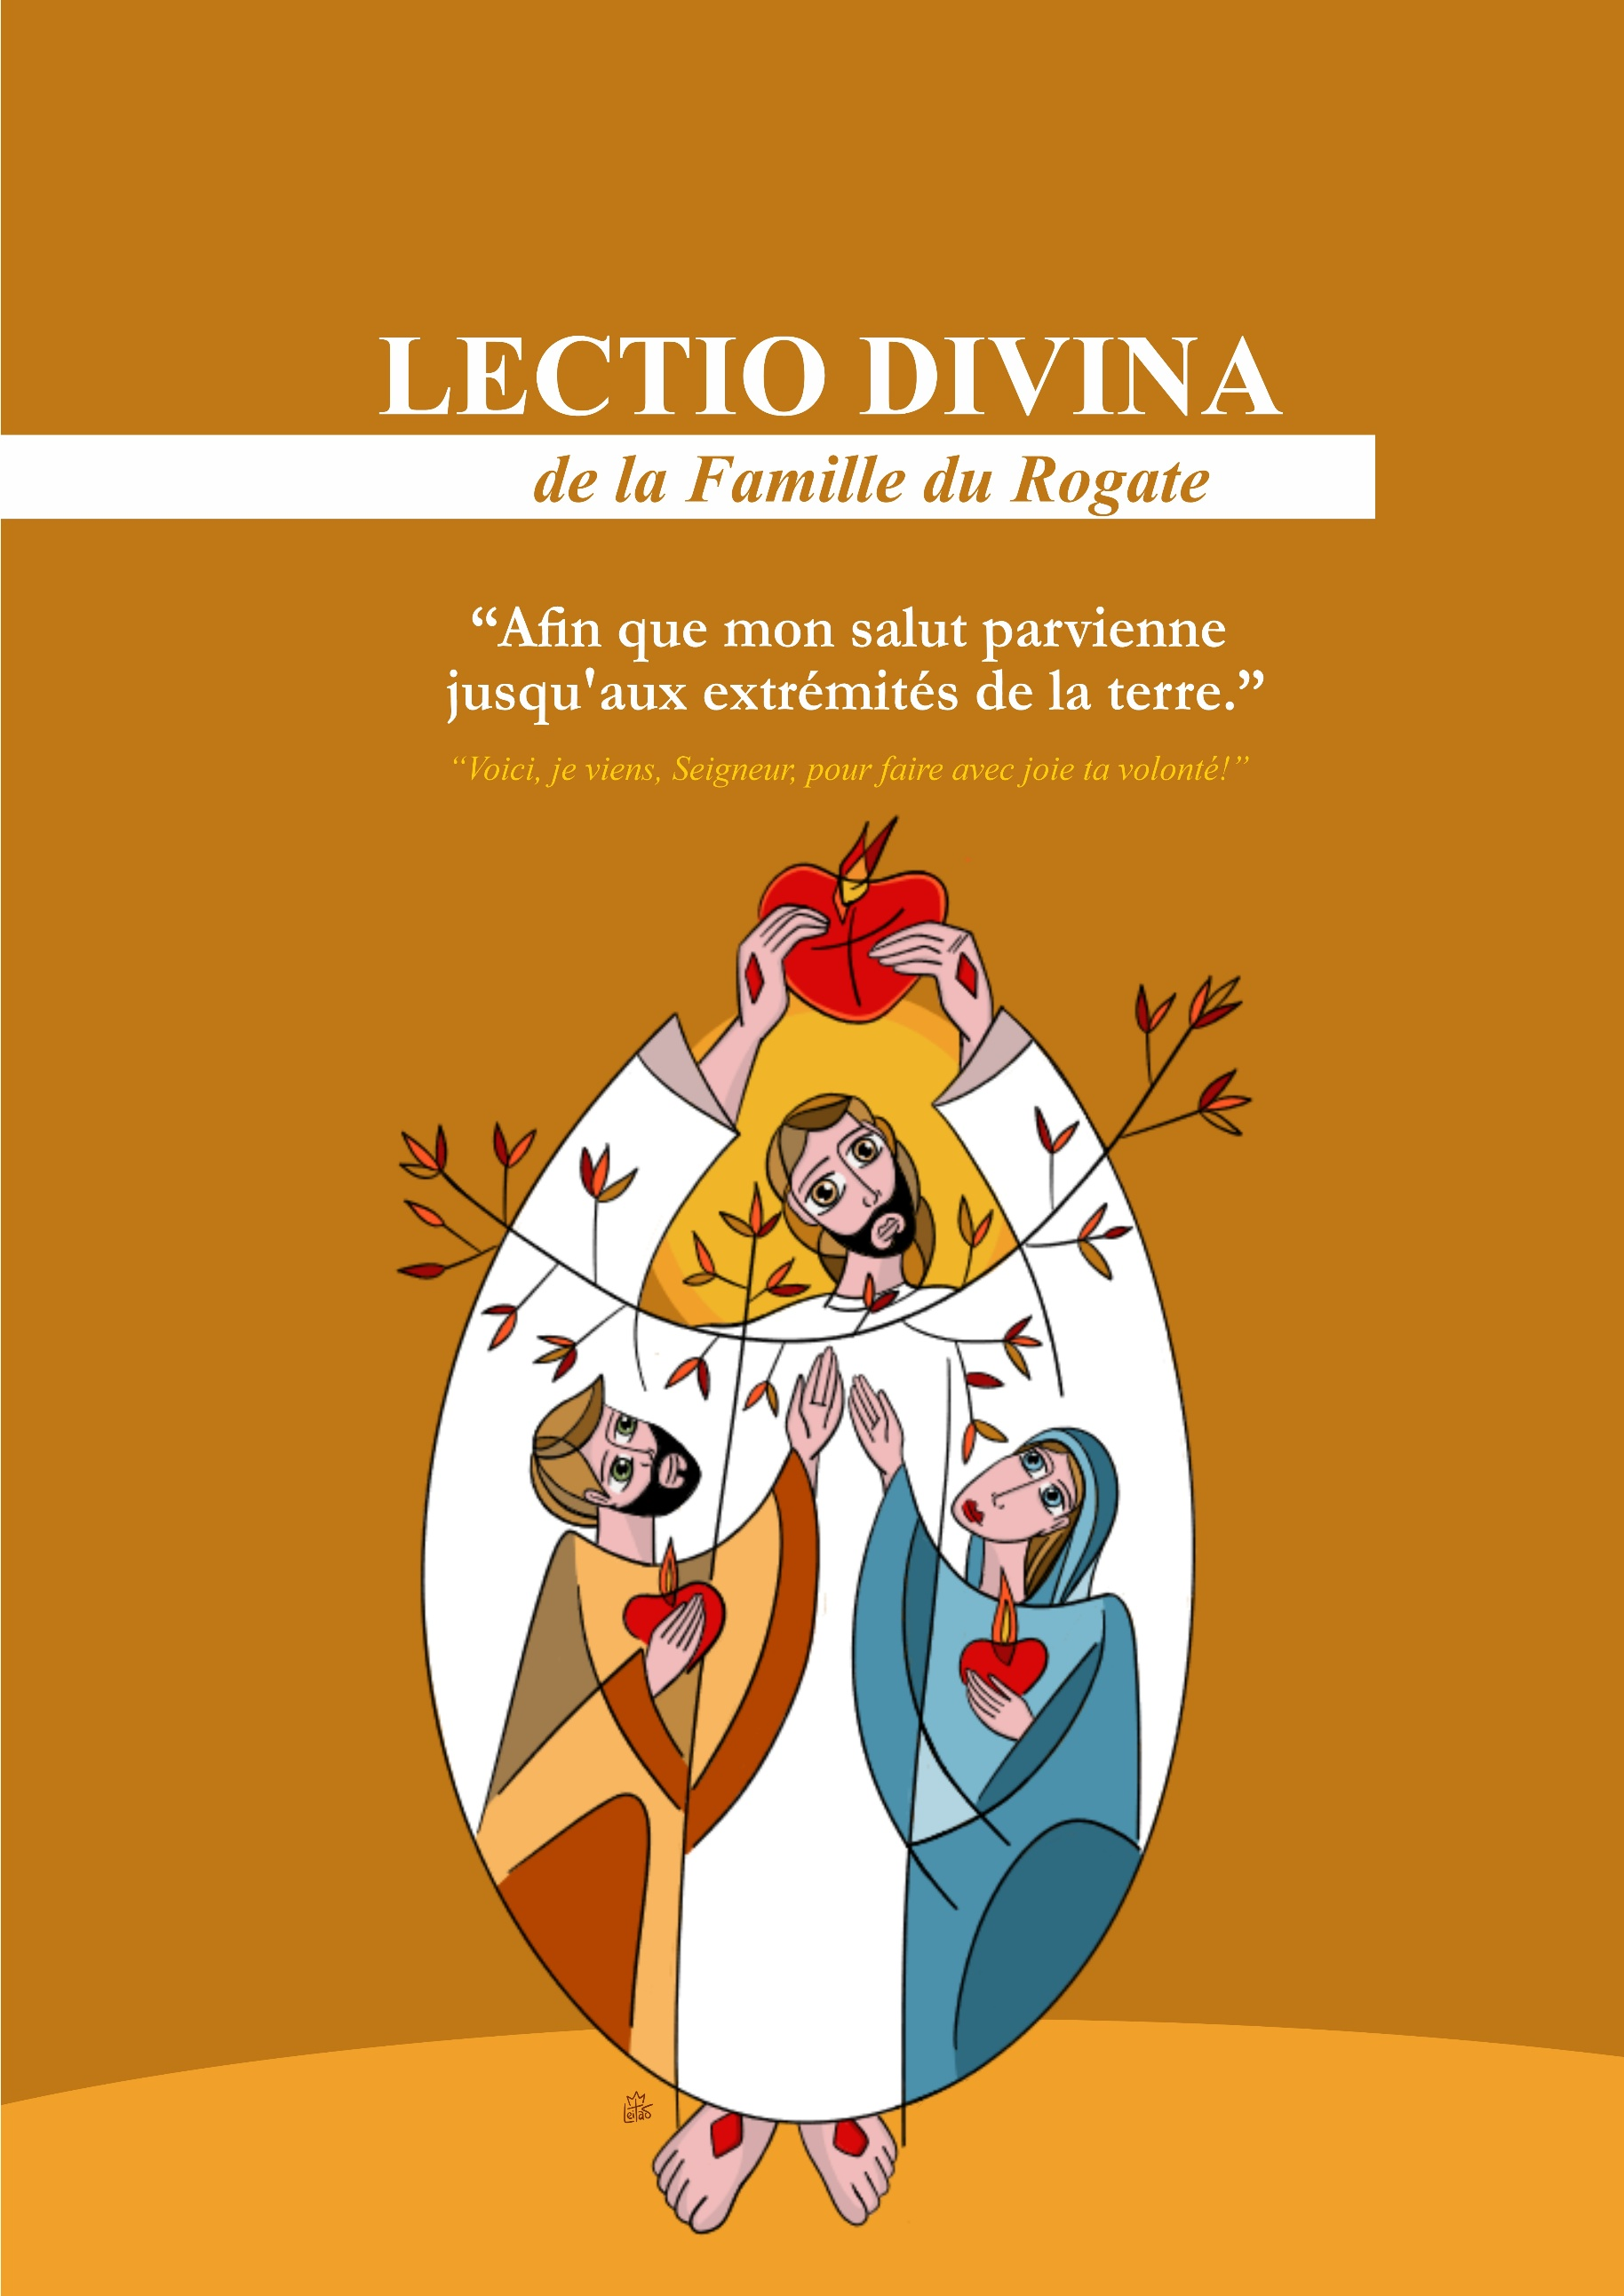 LECTIO DIVINA
de la Famille du Rogate
“Afin que mon salut parvienne
jusqu'aux extrémités de la terre.”
“Voici, je viens, Seigneur, pour faire avec joie ta volonté!”
Leitas